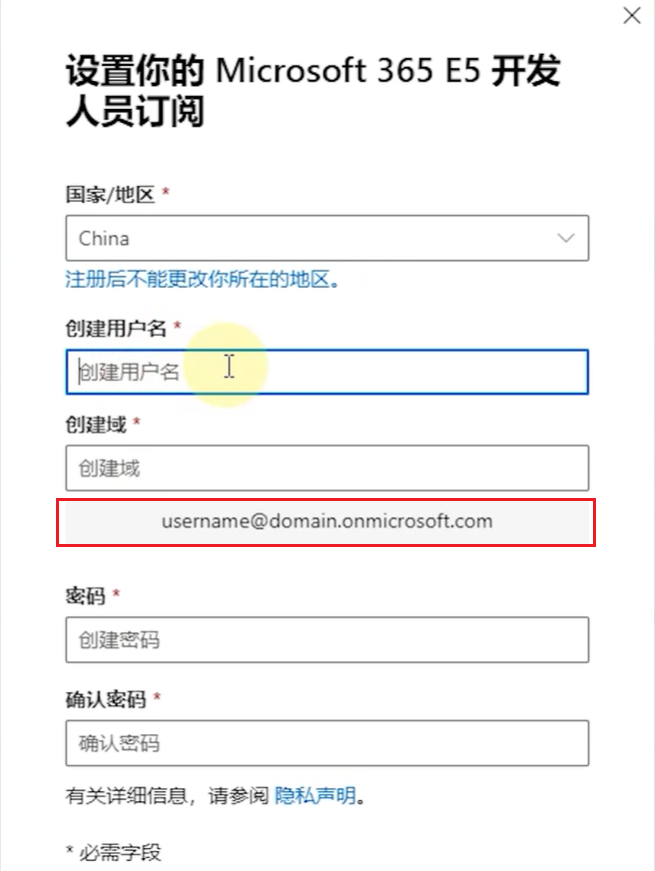 设置你的 Microsoft 365 E5 开发
人员订阅
国家/地区 *
China
注册后不能更改你所在的地区。
创建用户名 *
创建用户名
创建域 *
创建域
username@domain.onmicrosoft.com
密码 *
创建密码
确认密码 *
确认密码
有关详细信息，请参阅 隐私声明。
* 必需字段